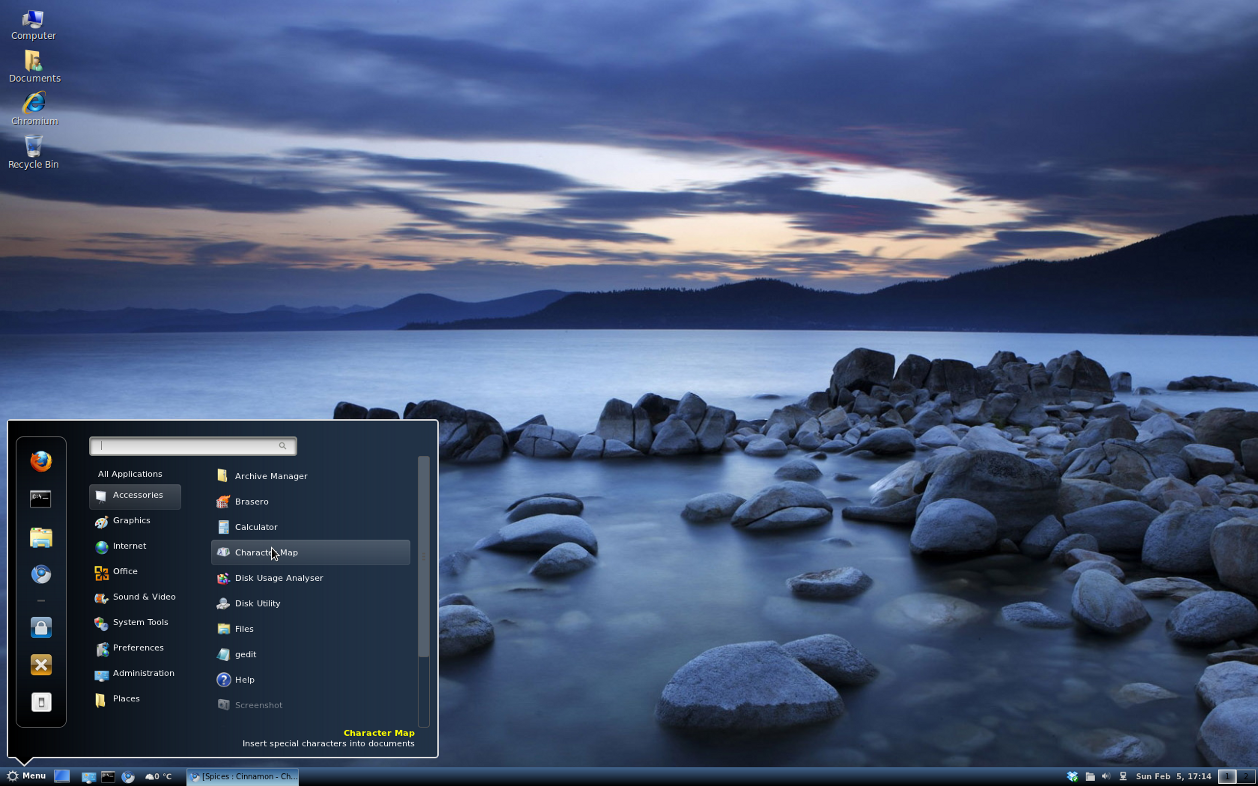 Computer
Documents
Chromium
Recycle Bin
All Applications
Accessories
Graphics
Internet
Office
Sound & Video
System Tools
Preferences
Administration
Places
Archive Manager
Brasero
Calculator
Character Map
Disk Usage Analyser
Disk Utility
Files
gedit
Help
Screenshot
Character Map
Insert special characters into documents
Menu
0 °C
[Spices : Cinnamon - Ch...
Sun Feb 5, 17:14
1